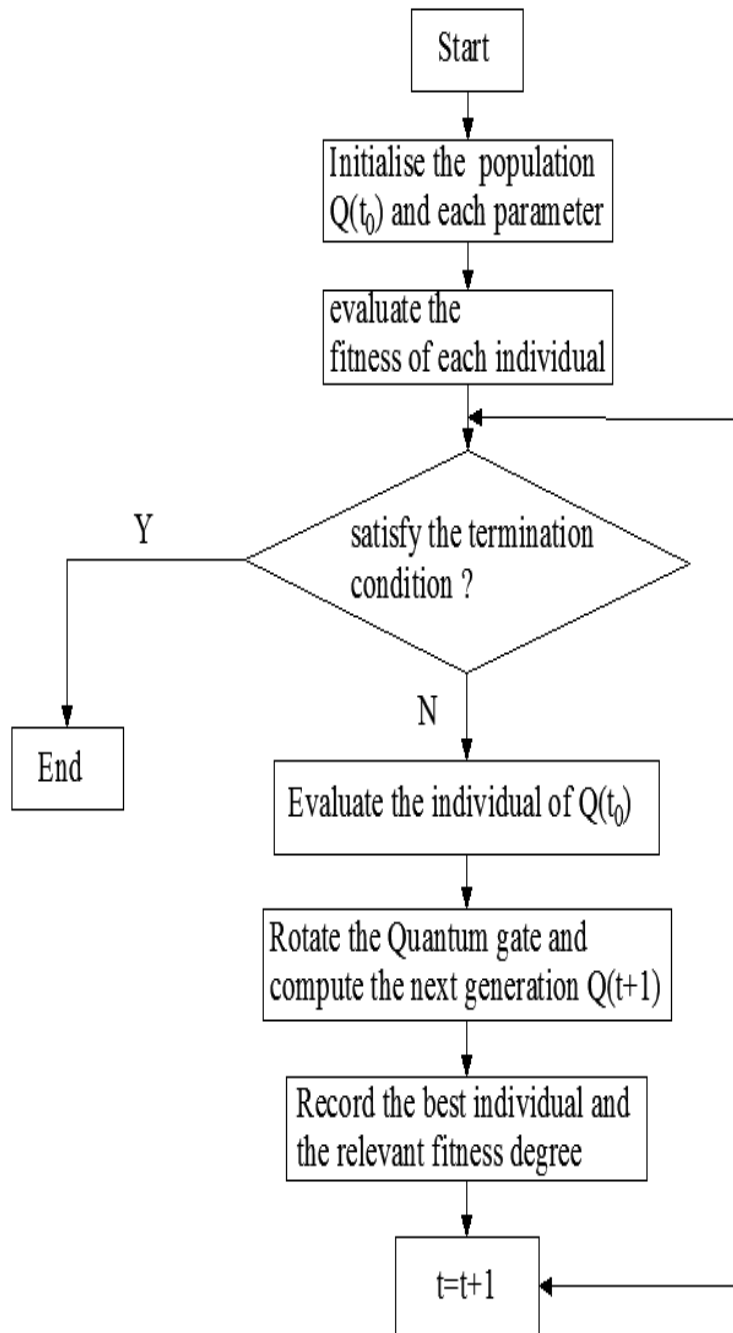 Start
Initialise the population
Q(t₀) and each parameter
evaluate the
fitness of each individual
satisfy the termination
condition ?
Y
N
End
Evaluate the individual of Q(t₀)
Rotate the Quantum gate and
compute the next generation Q(t+1)
Record the best individual and
the relevant fitness degree
t=t+1